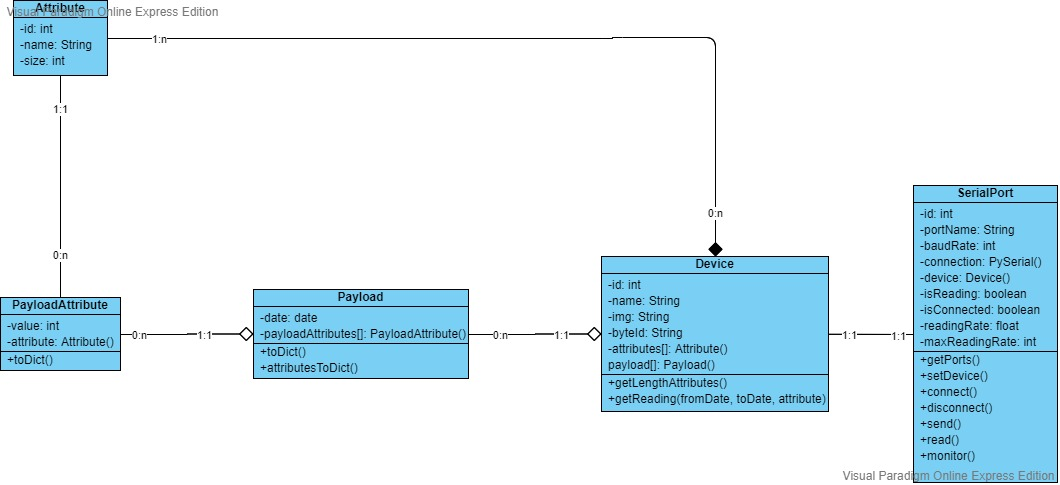 Visual Paradigm Online Express Edition
Attribute
-id: int
-name: String
-size: int
1:n
1:1
0:n
0:n
PayloadAttribute
-value: int
-attribute: Attribute()
+toDict()
0:n
1:1
Payload
-date: date
-payloadAttributes[]: PayloadAttribute()
+toDict()
+attributesToDict()
0:n
1:1
Device
-id: int
-name: String
-img: String
-byteId: String
-attributes[]: Attribute()
payload[]: Payload()
+getLengthAttributes()
+getReading(fromDate, toDate, attribute)
1:1
1:1
SerialPort
-id: int
-portName: String
-baudRate: int
-connection: PySerial()
-device: Device()
-isReading: boolean
-isConnected: boolean
-readingRate: float
-maxReadingRate: int
+getPorts()
+setDevice()
+connect()
+disconnect()
+send()
+read()
+monitor()
Visual Paradigm Online Express Edition